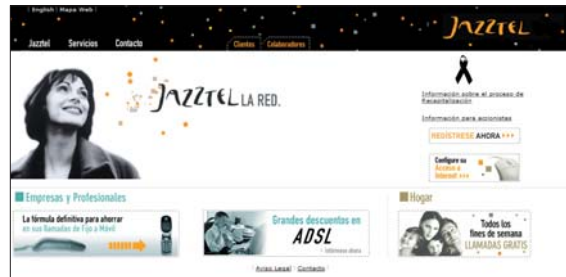 English | Mapa Web |
JAZZTEL
Jazztel Servicios Contacto Clientes Colaboradores
JAZZTEL LA RED.
Información sobre el proceso de
Recapitalización
Información para accionistas
REGÍSTRESE AHORA
Configure su
Acceso a
Internet
Empresas y Profesionales
Hogar
La fórmula definitiva para ahorrar
en sus llamadas de Fijo a Móvil
Grandes descuentos en
ADSL
Infórmese ahora
Todos los
fines de semana
LLAMADAS GRATIS
| Aviso Legal | Contacto |